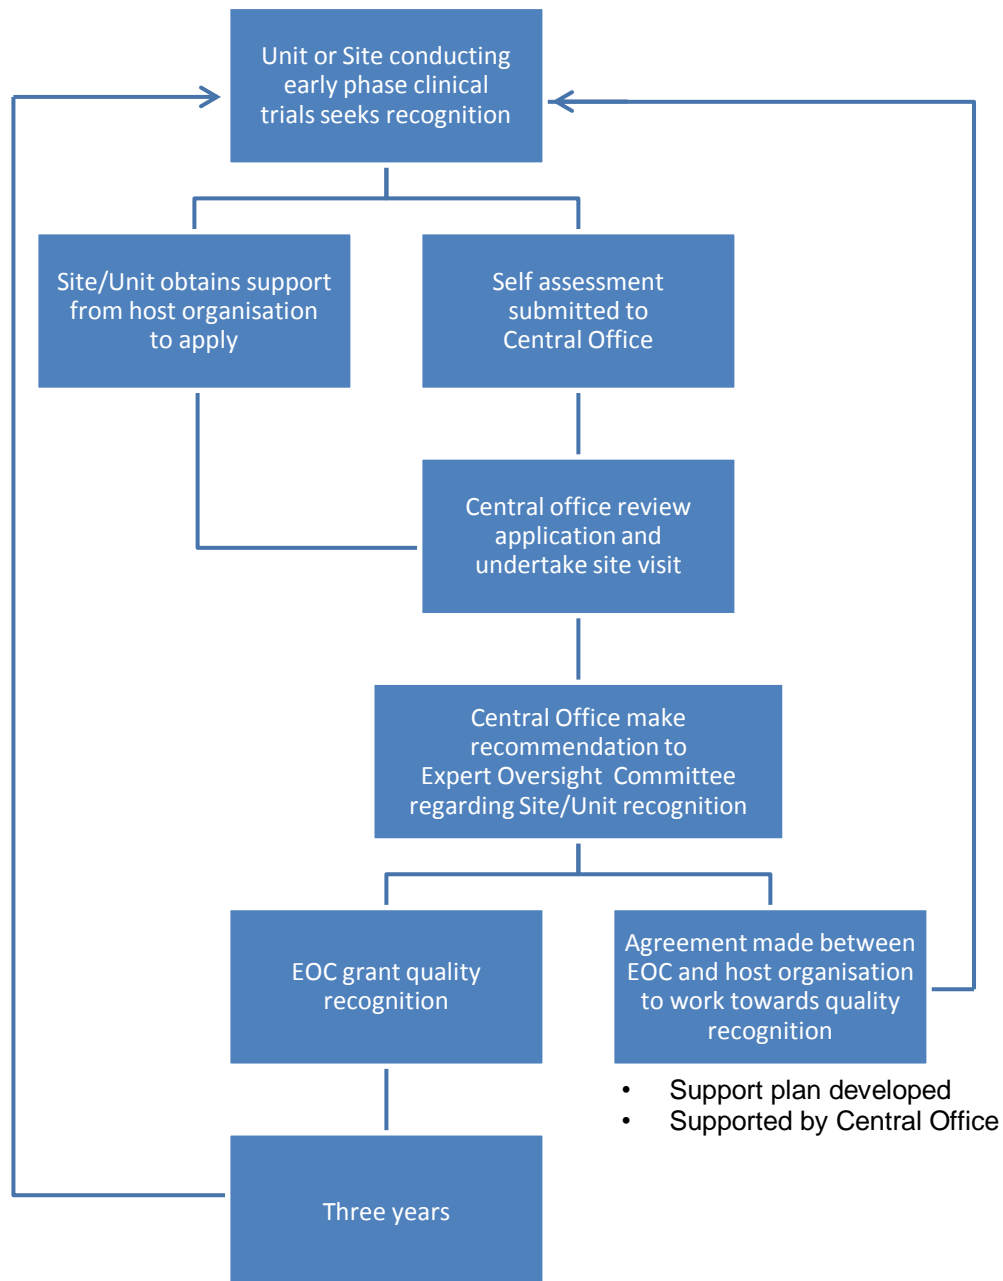 Unit or Site conducting
early phase clinical
trials seeks recognition
Site/Unit obtains support
from host organisation
to apply
Self assessment
submitted to
Central Office
Central office review
application and
undertake site visit
Central Office make
recommendation to
Expert Oversight Committee
regarding Site/Unit recognition
EOC grant quality
recognition
Agreement made between
EOC and host organisation
to work towards quality
recognition
• Support plan developed
• Supported by Central Office
Three years